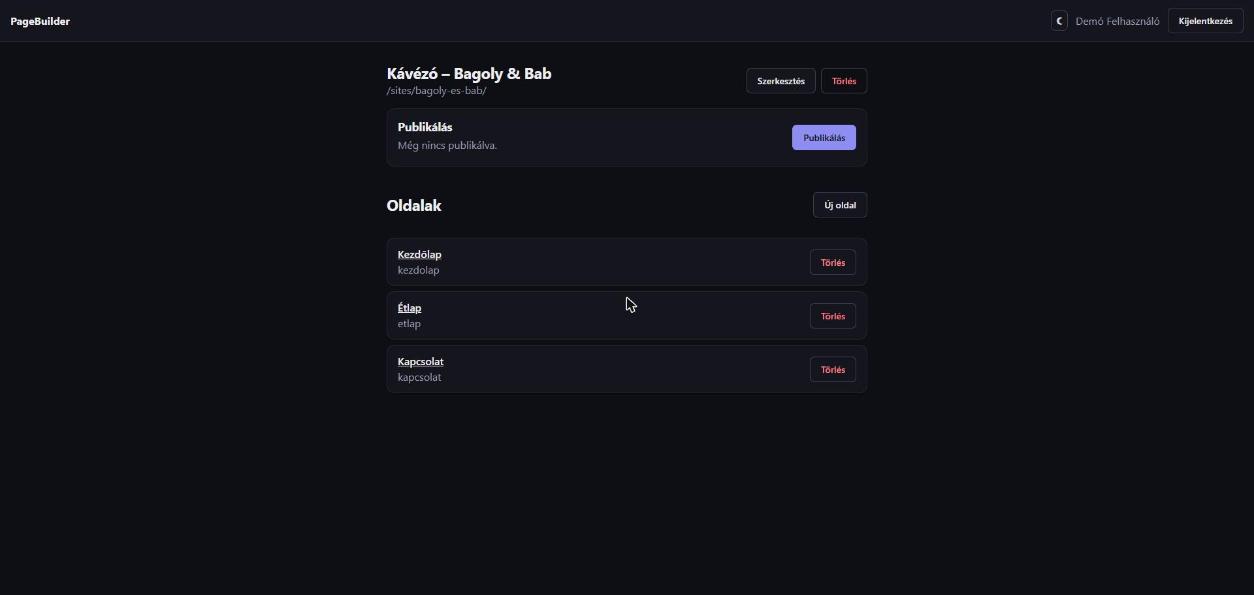 PageBuilder
Demó Felhasználó
Kijelentkezés
Kávézó – Bagoly & Bab
/sites/bagoly-es-bab/
Szerkesztés
Törlés
Publikálás
Még nincs publikálva.
Publikálás
Oldalak
Új oldal
Kezdőlap
kezdolap
Törlés
Étlap
etlap
Törlés
Kapcsolat
kapcsolat
Törlés